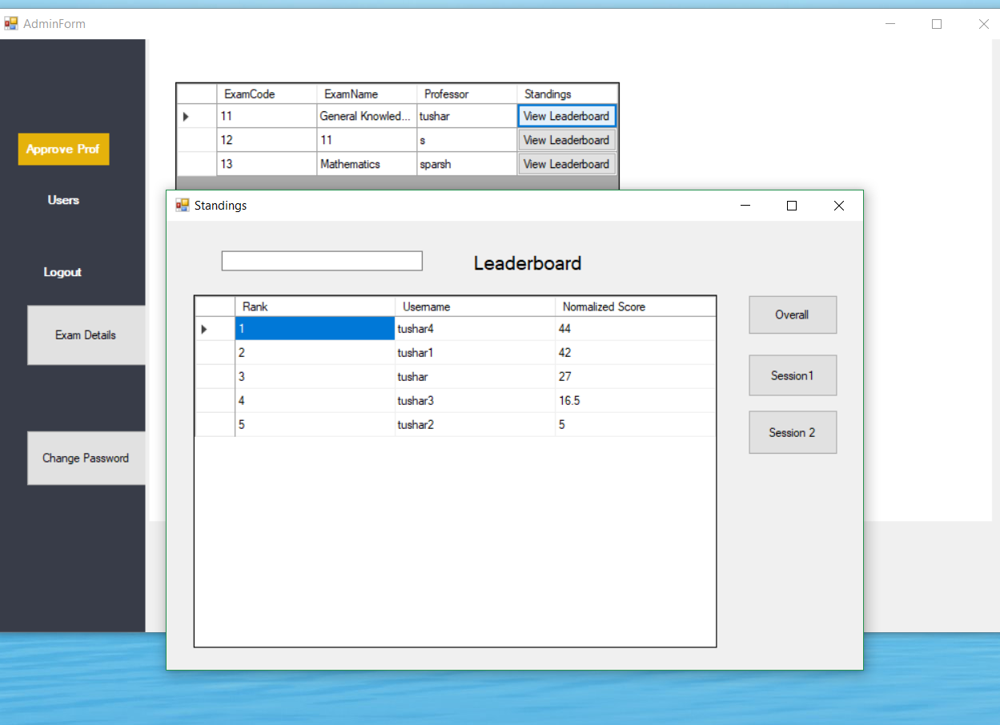 AdminForm
ExamCode ExamName Professor Standings
11 General Knowled... tushar View Leaderboard
12 11 s View Leaderboard
13 Mathematics sparsh View Leaderboard
Approve Prof
Users
Logout
Exam Details
Change Password
Standings
Leaderboard
Rank Username Normalized Score
1 tushar4 44
2 tushar1 42
3 tushar 27
4 tushar3 16.5
5 tushar2 5
Overall
Session1
Session 2